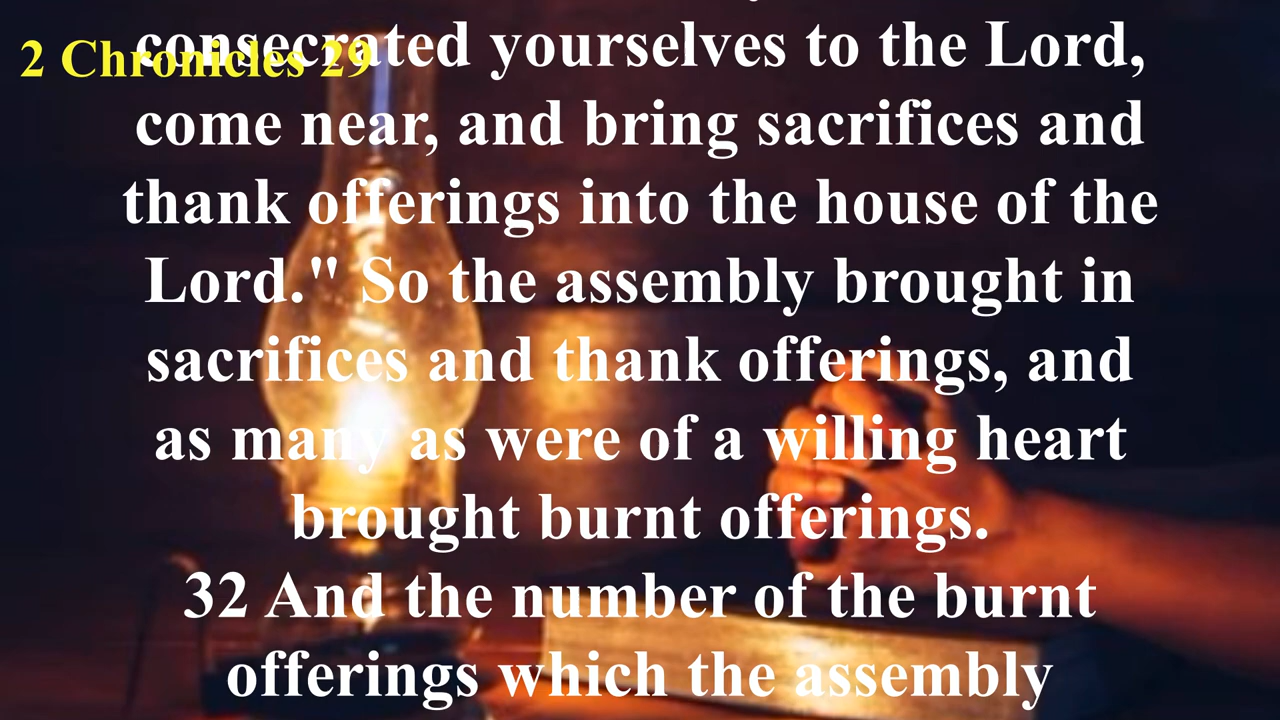 2 Chronicles 29
consecrated yourselves to the Lord,
come near, and bring sacrifices and
thank offerings into the house of the
Lord." So the assembly brought in
sacrifices and thank offerings, and
as many as were of a willing heart
brought burnt offerings.
32 And the number of the burnt
offerings which the assembly